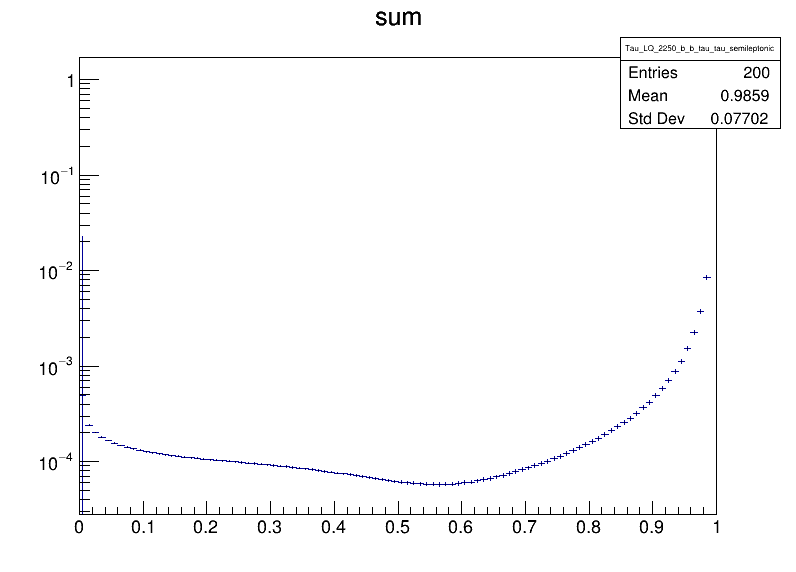 sum
Tau_LQ_2250_b_b_tau_tau_semileptonic
Entries 200
Mean 0.9859
Std Dev 0.07702
1
10⁻¹
10⁻²
10⁻³
10⁻⁴
0 0.1 0.2 0.3 0.4 0.5 0.6 0.7 0.8 0.9 1